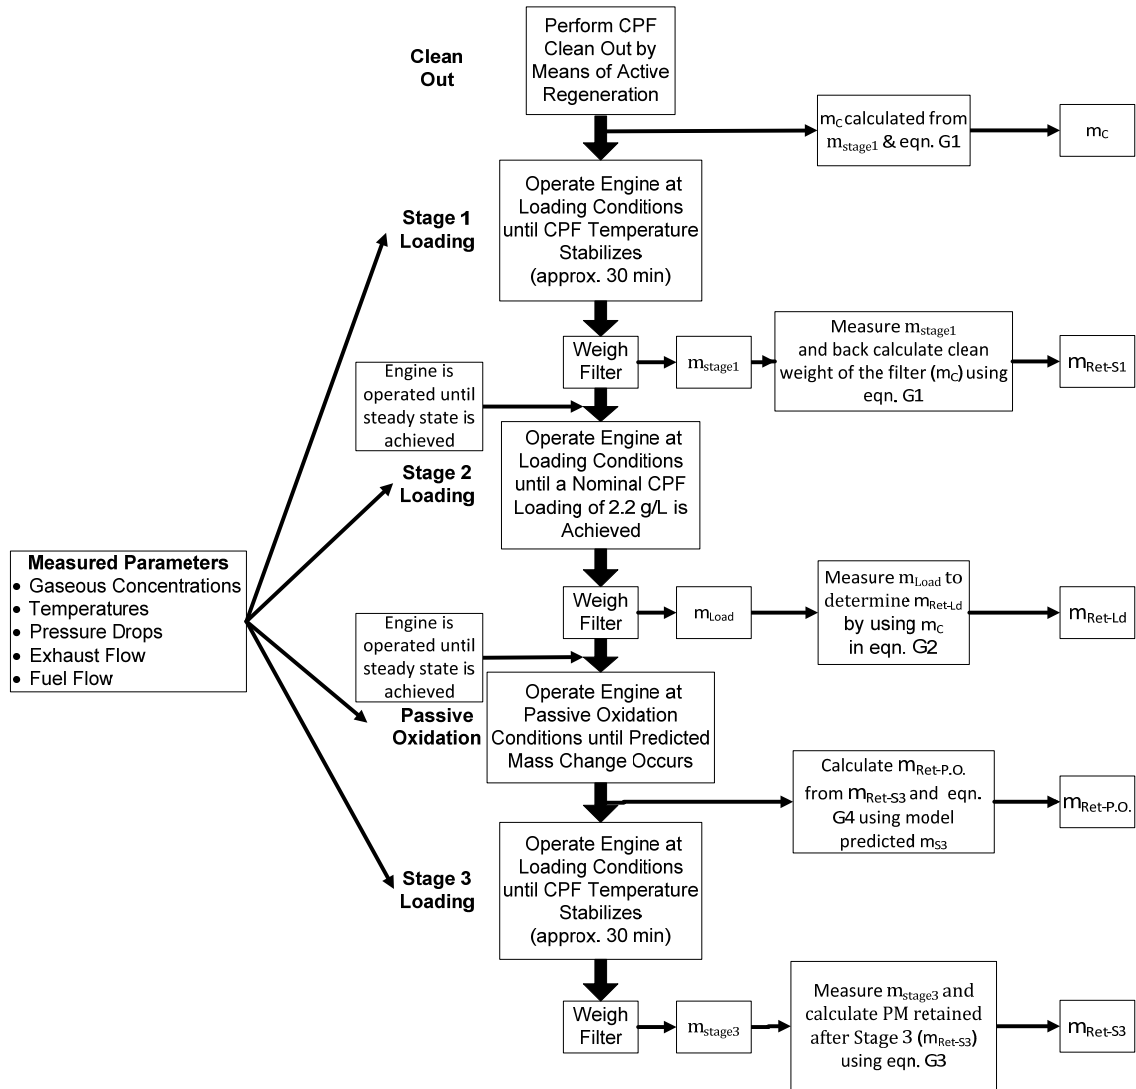 Clean
Out
Perform CPF
Clean Out by
Means of Active
Regeneration
mC calculated from
mstage1 & eqn. G1
mC
Stage 1
Loading
Operate Engine at
Loading Conditions
until CPF Temperature
Stabilizes
(approx. 30 min)
Weigh
Filter
mstage1
Measure mstage1
and back calculate clean
weight of the filter (mC) using
eqn. G1
mRet-S1
Engine is
operated until
steady state is
achieved
Stage 2
Loading
Operate Engine at
Loading Conditions
until a Nominal CPF
Loading of 2.2 g/L is
Achieved
Measured Parameters
• Gaseous Concentrations
• Temperatures
• Pressure Drops
• Exhaust Flow
• Fuel Flow
Weigh
Filter
mLoad
Measure mLoad to
determine mRet-Ld
by using mC
in eqn. G2
mRet-Ld
Engine is
operated until
steady state is
achieved
Passive
Oxidation
Operate Engine at
Passive Oxidation
Conditions until Predicted
Mass Change Occurs
Calculate mRet-P.O.
from mRet-S3 and eqn.
G4 using model
predicted mS3
mRet-P.O.
Stage 3
Loading
Operate Engine at
Loading Conditions
until CPF Temperature
Stabilizes
(approx. 30 min)
Weigh
Filter
mstage3
Measure mstage3 and
calculate PM retained
after Stage 3 (mRet-S3)
using eqn. G3
mRet-S3